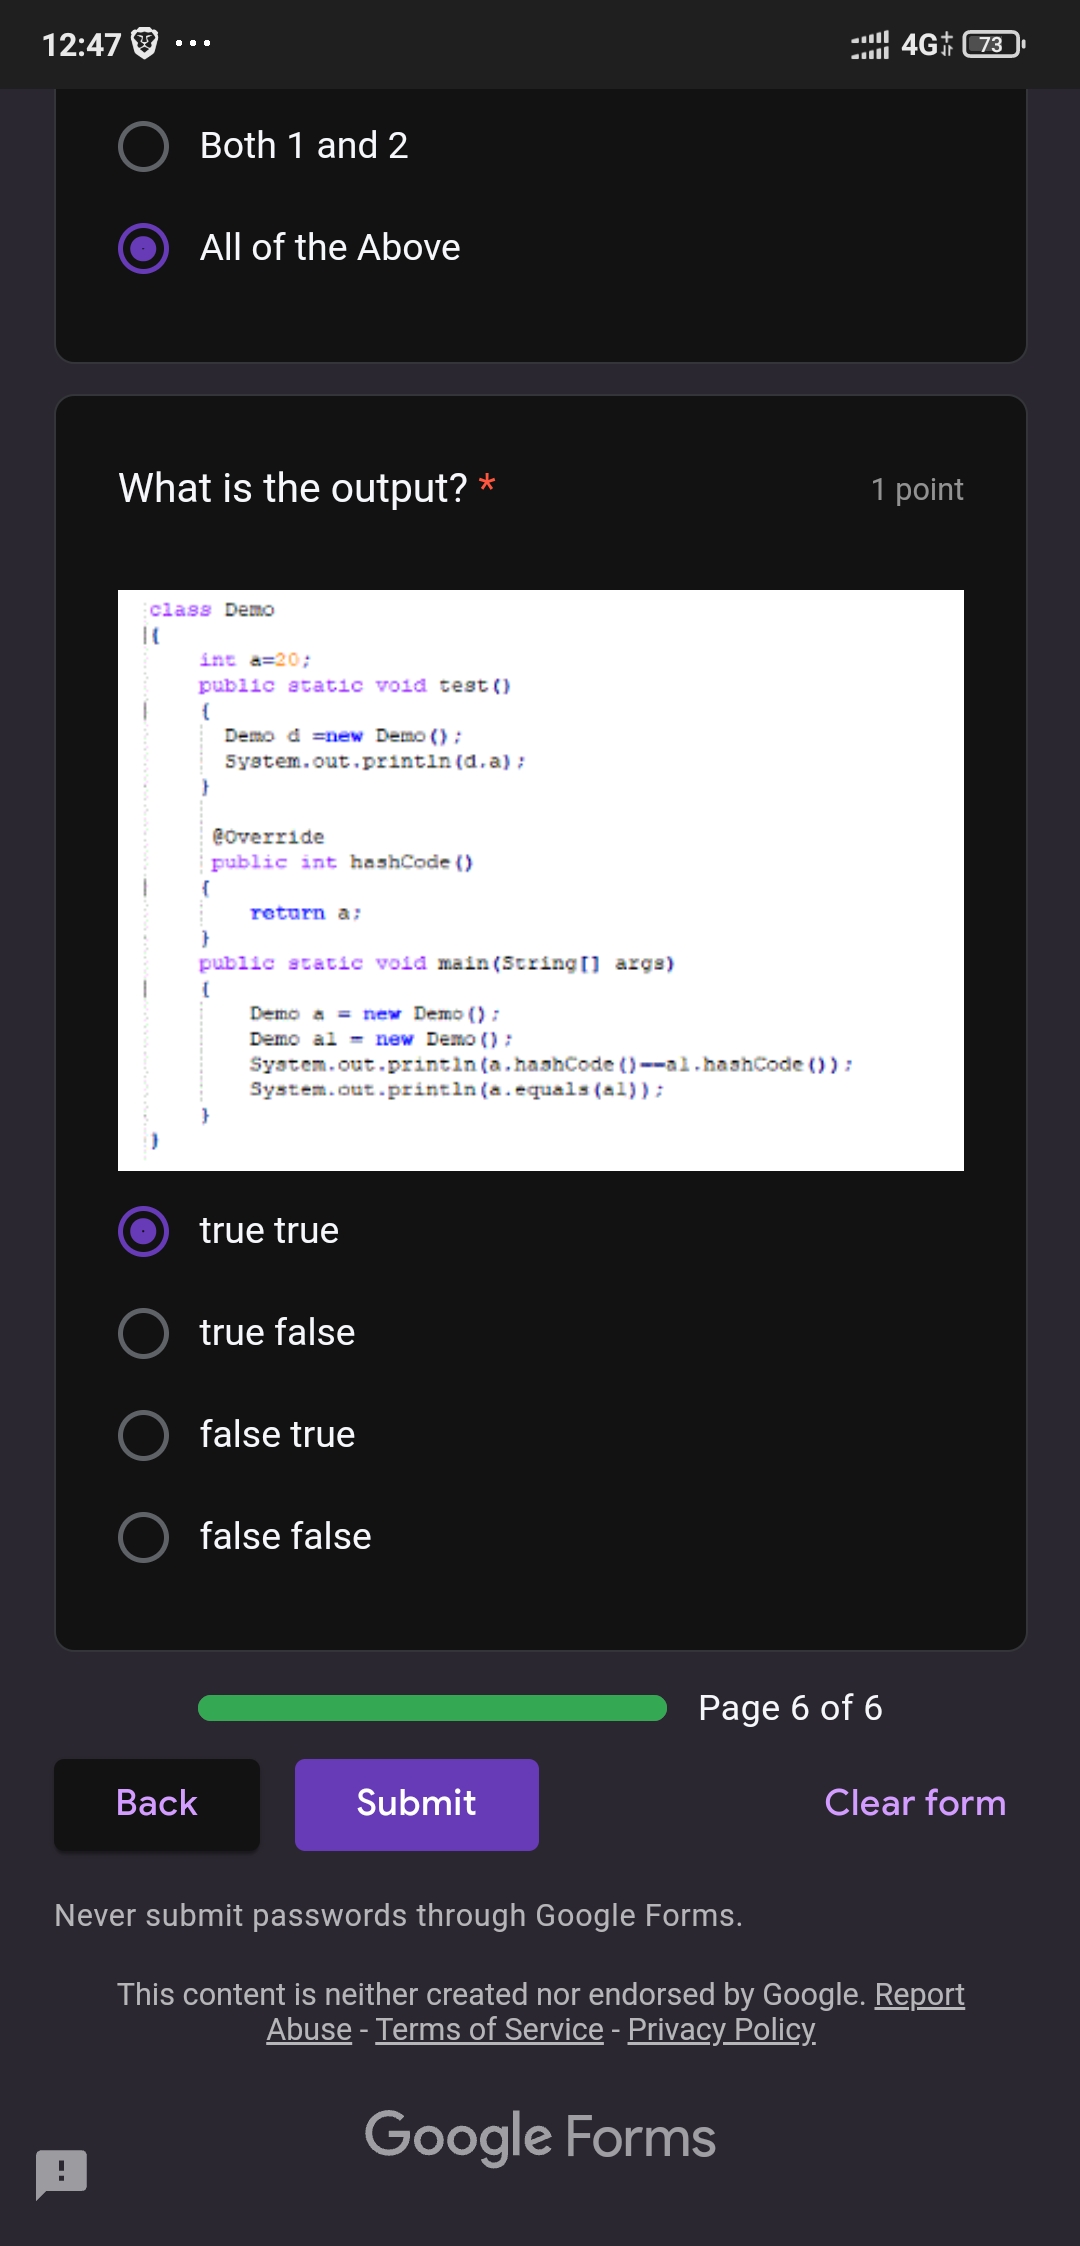 12:47
4G
73
Both 1 and 2
All of the Above
What is the output? *
1 point
class Demo
{
int a=20;
public static void test()
{
Demo d =new Demo();
System.out.println(d.a);
}
@Override
public int hashCode()
{
return a;
}
public static void main(String[] args)
{
Demo a = new Demo();
Demo a1 = new Demo();
System.out.println(a.hashCode()==a1.hashCode());
System.out.println(a.equals(a1));
}
}
true true
true false
false true
false false
Page 6 of 6
Back
Submit
Clear form
Never submit passwords through Google Forms.
This content is neither created nor endorsed by Google. Report
Abuse - Terms of Service - Privacy Policy
Google Forms